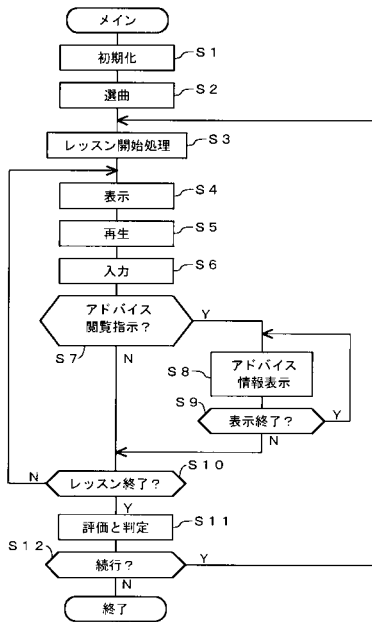 メイン
初期化 S1
選曲 S2
レッスン開始処理 S3
表示 S4
再生 S5
入力 S6
アドバイス
閲覧指示？ Y
S7 N
S8 アドバイス
情報表示
S9
表示終了？ Y
N
S10
N レッスン終了？
Y
評価と判定 S11
S12
続行？ Y
N
終了